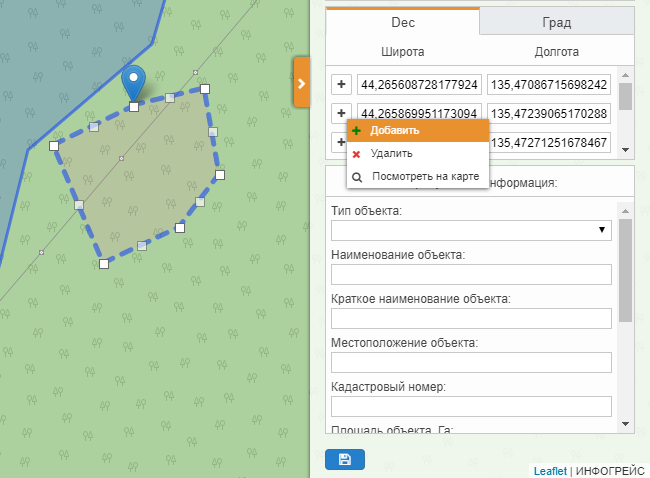 Dec Град
Широта Долгота
44,265608728177924 135,47086715698242
44,265869951173094 135,47239065170288
Добавить 135,47271251678467
Удалить
Посмотреть на карте
нформация:
Тип объекта:
Наименование объекта:
Краткое наименование объекта:
Местоположение объекта:
Кадастровый номер:
Площадь объекта, Га:
Leaflet | ИНФОГРЕЙС